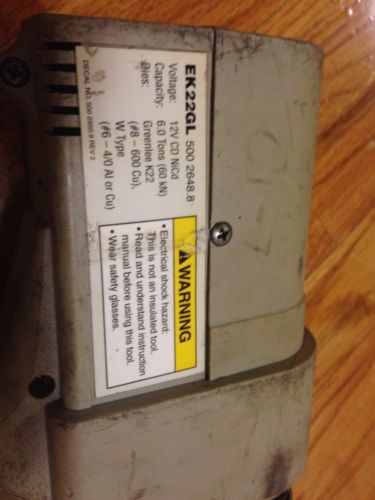 EK22GL 500 2648.8
Voltage: 12V CD NiCd
Capacity: 6.0 Tons (60 kN)
Dies: Greenlee K22
(#8 – 600 Cu),
W Type
(#6 – 4/0 Al or Cu)
DECAL NO. 500 2950.9 REV 2
WARNING
• Electrical shock hazard:
This is not an insulated tool.
• Read and understand instruction
manual before using this tool.
• Wear safety glasses.